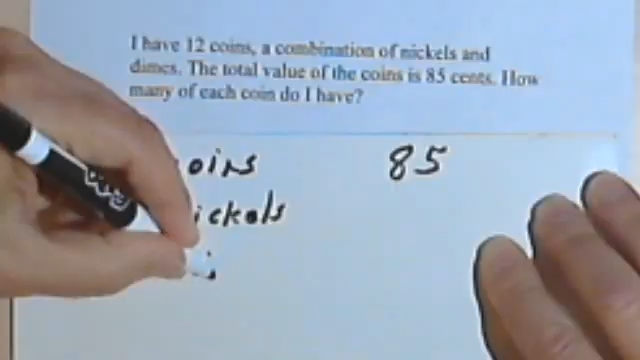 I have 12 coins, a combination of nickels and
dimes. The total value of the coins is 85 cents. How
many of each coin do I have?
oins 85
ickels